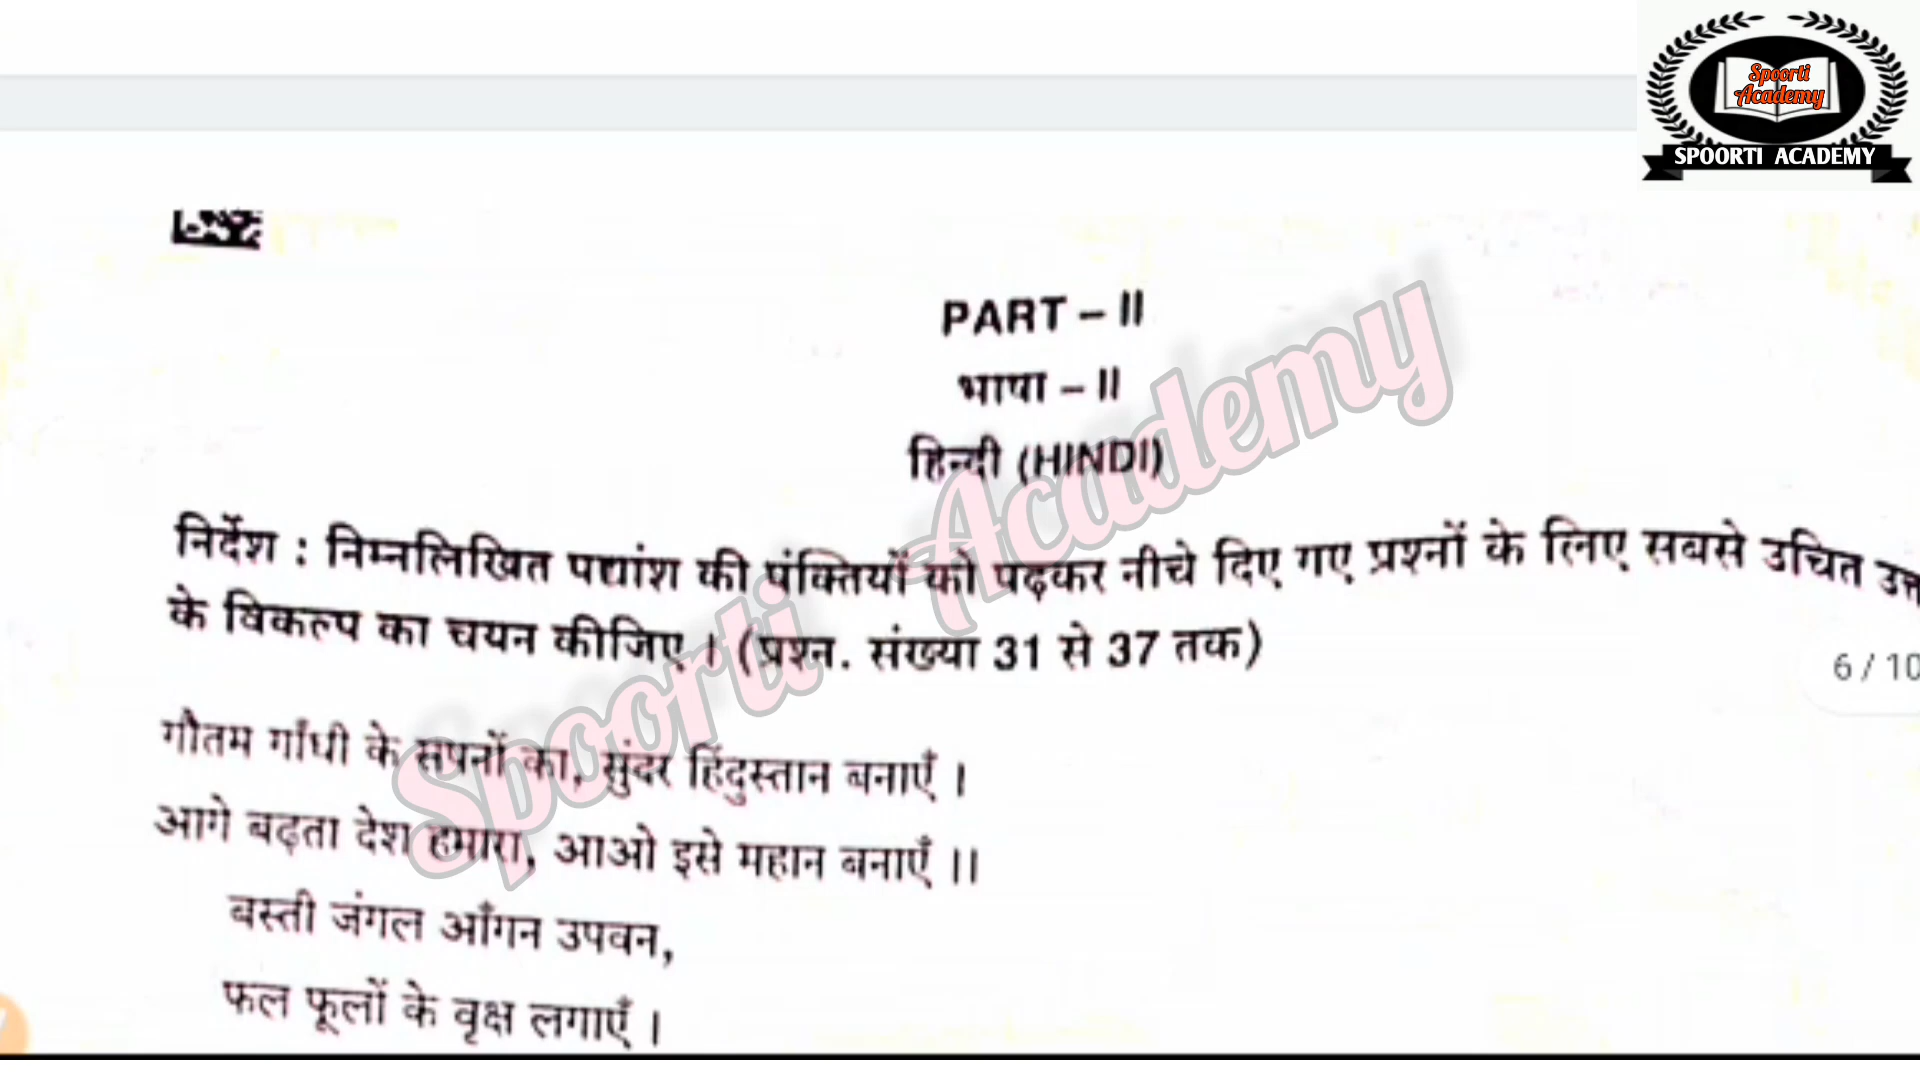 Spoorti
Academy
SPOORTI ACADEMY
PART – II
भाषा – II
हिन्दी (HINDI)
निर्देश : निम्नलिखित पद्यांश की पंक्तियों को पढ़कर नीचे दिए गए प्रश्नों के लिए सबसे उचित
के विकल्प का चयन कीजिए । (प्रश्न. संख्या 31 से 37 तक)
6 / 10
गौतम गाँधी के सपनों का, सुंदर हिंदुस्तान बनाएँ ।
आगे बढ़ता देश हमारा, आओ इसे महान बनाएँ ।।
बस्ती जंगल आँगन उपवन,
फल फूलों के वृक्ष लगाएँ ।
Spoorti Academy